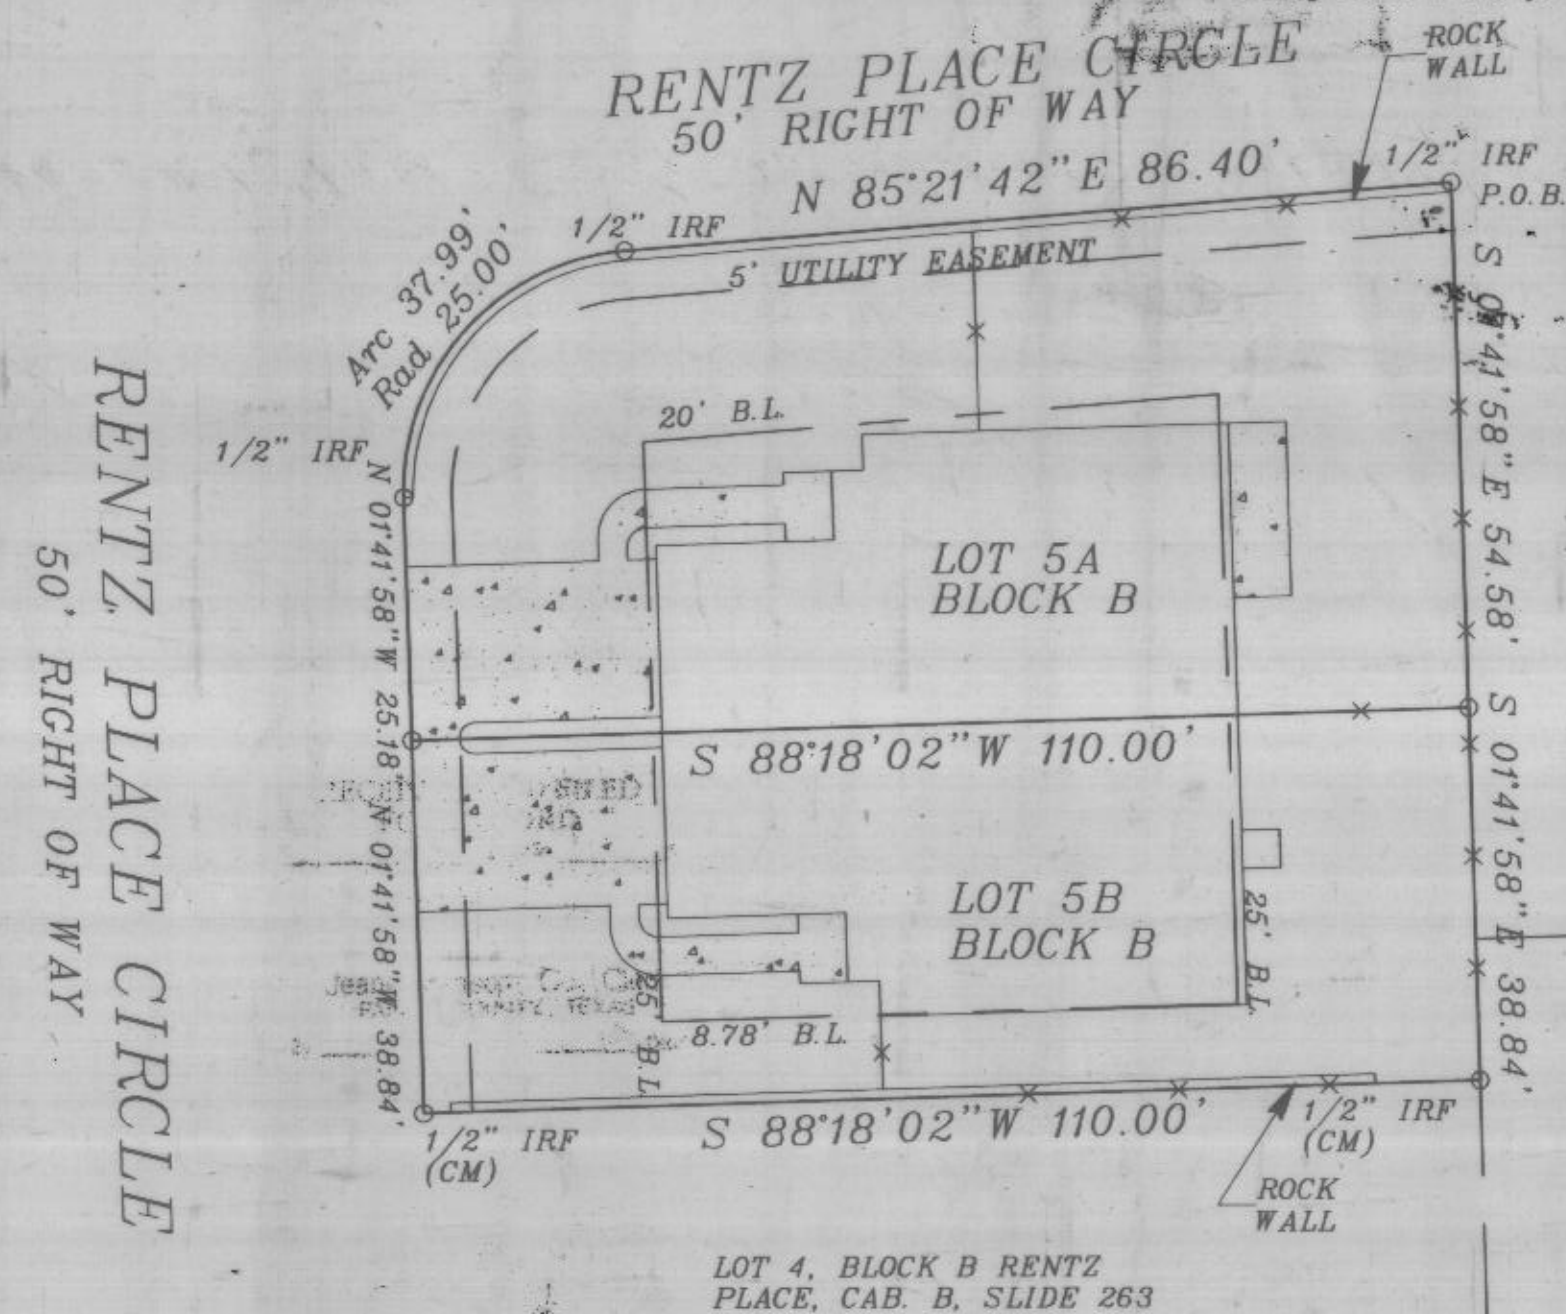 ROCK
WALL
RENTZ PLACE CIRCLE
50' RIGHT OF WAY
1/2" IRF
P.O.B.
N 85°21'42"E 86.40'
1/2" IRF
Arc 37.99'
Rad 25.00'
5' UTILITY EASEMENT
S 01°41'58"E 54.58'
20' B.L.
1/2" IRF
N 01°41'58"W 25.18'
LOT 5A
BLOCK B
RENTZ PLACE CIRCLE
50' RIGHT OF WAY
S 88°18'02"W 110.00'
S 01°41'58"E 38.84'
N 01°41'58"W 38.84'
LOT 5B
BLOCK B
25' B.L.
25' B.L.
8.78' B.L.
1/2" IRF
(CM)
S 88°18'02"W 110.00'
1/2" IRF
(CM)
ROCK
WALL
LOT 4, BLOCK B RENTZ
PLACE, CAB. B, SLIDE 263